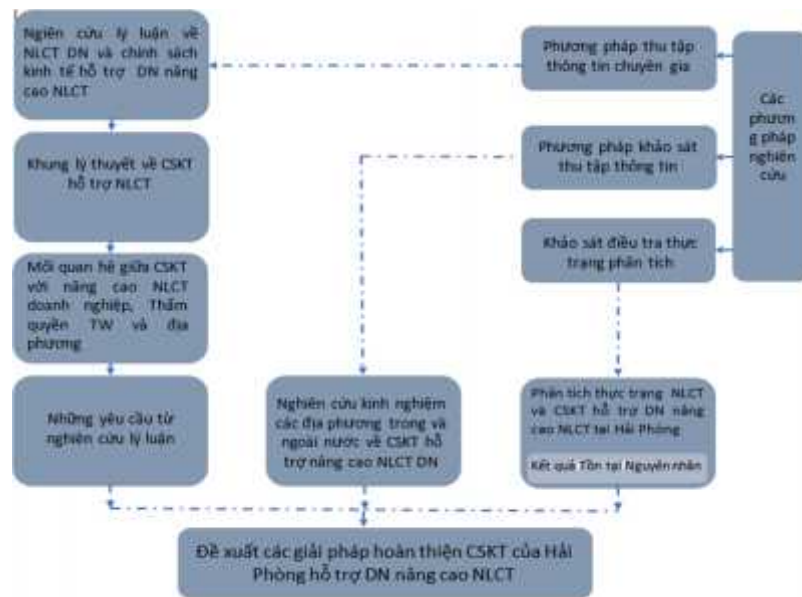 Ngiên cứu lý luận về
NLCT DN và chính sách
kinh tế hỗ trợ DN nâng
cao NLCT
Khung lý thuyết về CSKT
hỗ trợ NLCT
Mối quan hệ giữa CSKT
với nâng cao NLCT
doanh nghiệp, Thẩm
quyền TW và địa
phương
Những yêu cầu từ
nghiên cứu lý luận
Phương pháp thu tập
thông tin chuyên gia
Phương pháp khảo sát
thu tập thông tin
Khảo sát điều tra thực
trạng phân tích
Các
phươn
g pháp
nghiên
cứu
Nghiên cứu kinh nghiệm
các địa phương trong và
ngoài nước về CSKT hỗ
trợ nâng cao NLCT DN
Phân tích thực trạng NLCT
và CSKT hỗ trợ DN nâng
cao NLCT tại Hải Phòng
Kết quả Tồn tại Nguyên nhân
Đề xuất các giải pháp hoàn thiện CSKT của Hải
Phòng hỗ trợ DN nâng cao NLCT